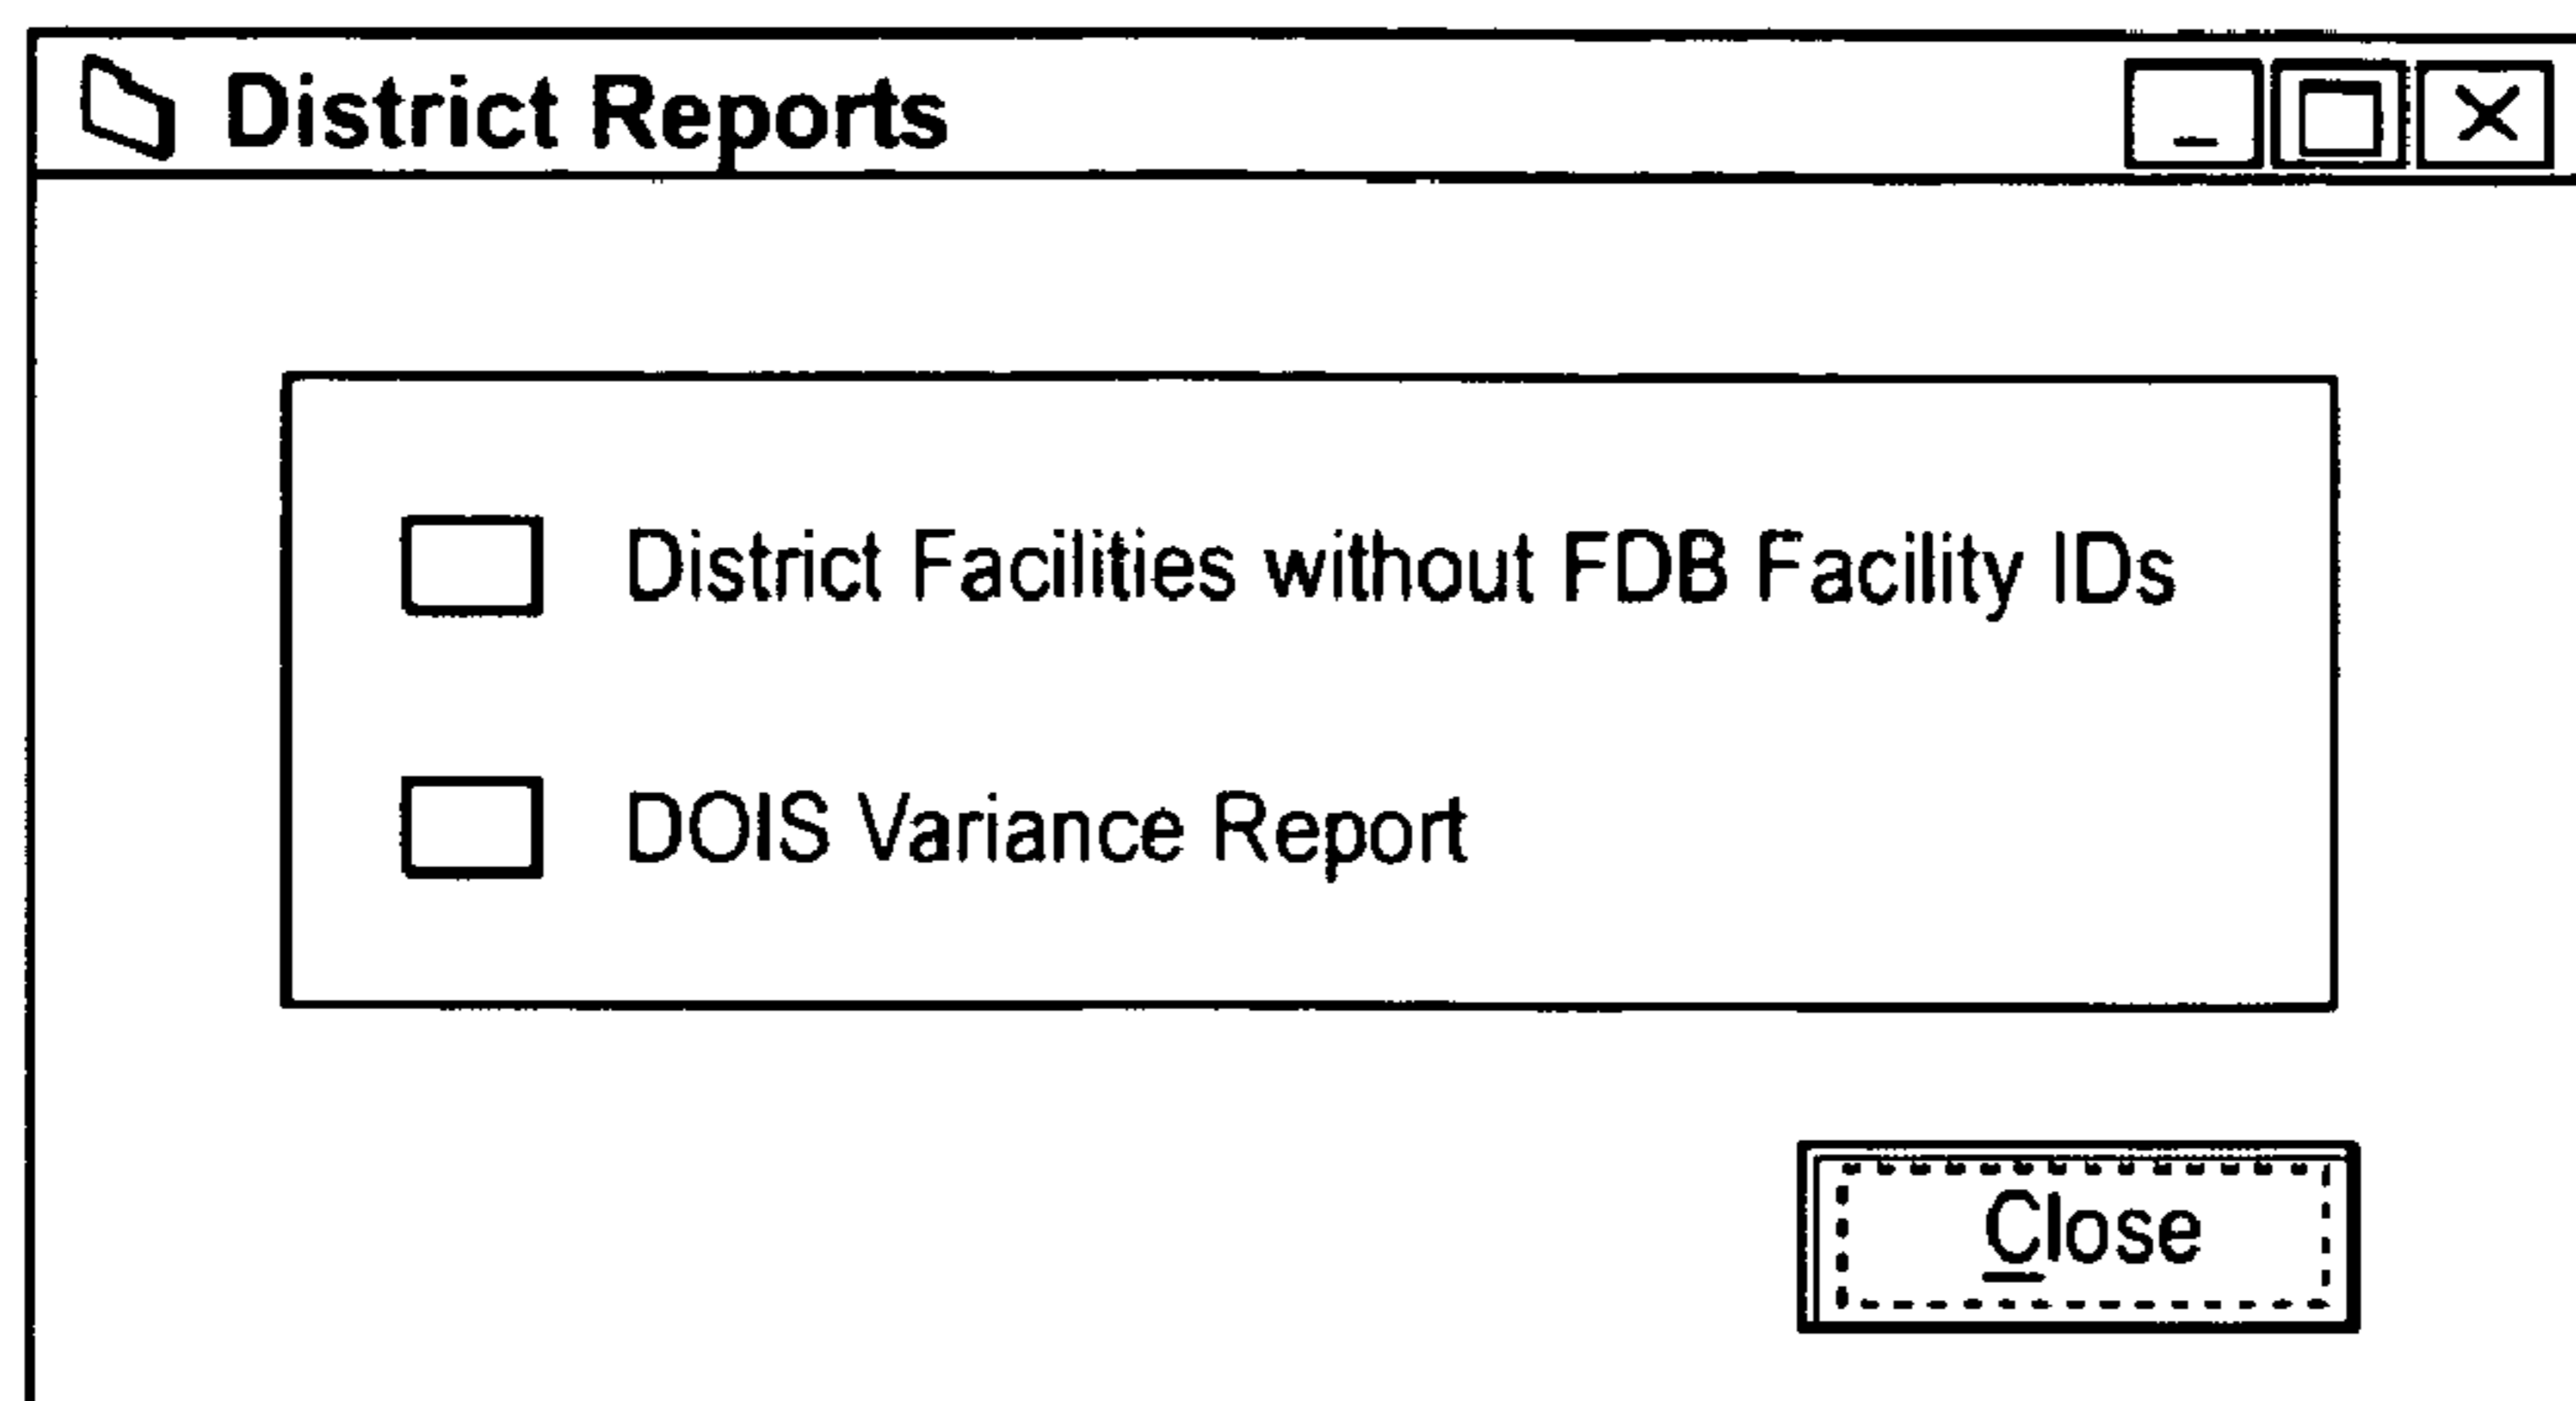 District Reports
District Facilities without FDB Facility IDs
DOIS Variance Report
Close